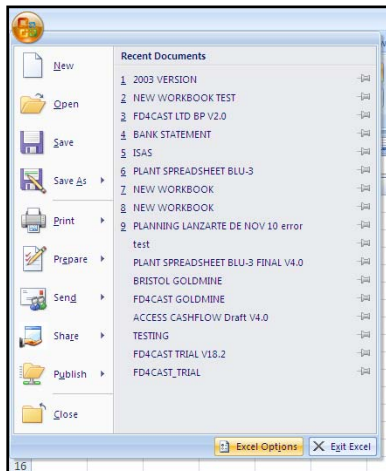 New
Open
Save
Save As
Print
Prepare
Send
Share
Publish
Close
Recent Documents
1 2003 VERSION
2 NEW WORKBOOK TEST
3 FD4CAST LTD BP V2.0
4 BANK STATEMENT
5 ISAS
6 PLANT SPREADSHEET BLU-3
7 NEW WORKBOOK
8 NEW WORKBOOK
9 PLANNING LANZARTE DE NOV 10 error
test
PLANT SPREADSHEET BLU-3 FINAL V4.0
BRISTOL GOLDMINE
FD4CAST GOLDMINE
ACCESS CASHFLOW Draft V4.0
TESTING
FD4CAST TRIAL V18.2
FD4CAST_TRIAL
Excel Options
Exit Excel
16